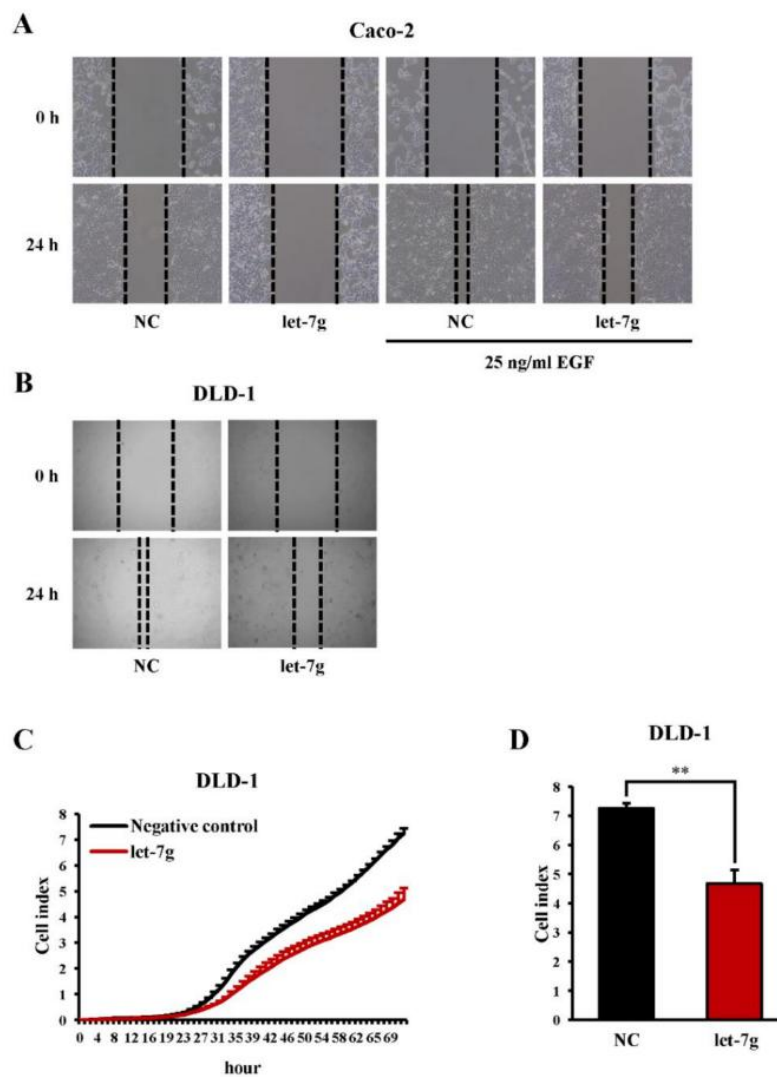 A
Caco-2
0 h
24 h
NC let-7g NC let-7g
25 ng/ml EGF
B
DLD-1
0 h
24 h
NC let-7g
C
DLD-1
8
7
6
5
4
3
2
1
0
Cell index
Negative control
let-7g
0 4 8 12 16 19 23 27 31 35 39 42 46 50 54 58 62 65 69
hour
D
DLD-1
**
8
7
6
5
4
3
2
1
0
Cell index
NC let-7g